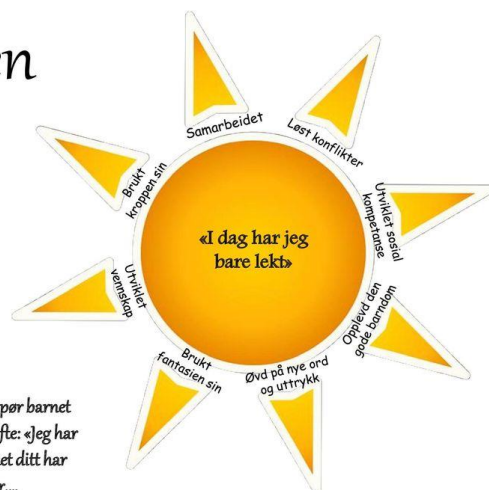 en
Samarbeidet
Løst konflikter
Utviklet sosial
kompetanse
Opplevd den
gode barndom
Øvd på nye ord
og uttrykk
Brukt
fantasien sin
Utviklet
vennskap
Brukt
kroppen sin
«I dag har jeg
bare lekt»
pør barnet
fte: «Jeg har
et ditt har
r....